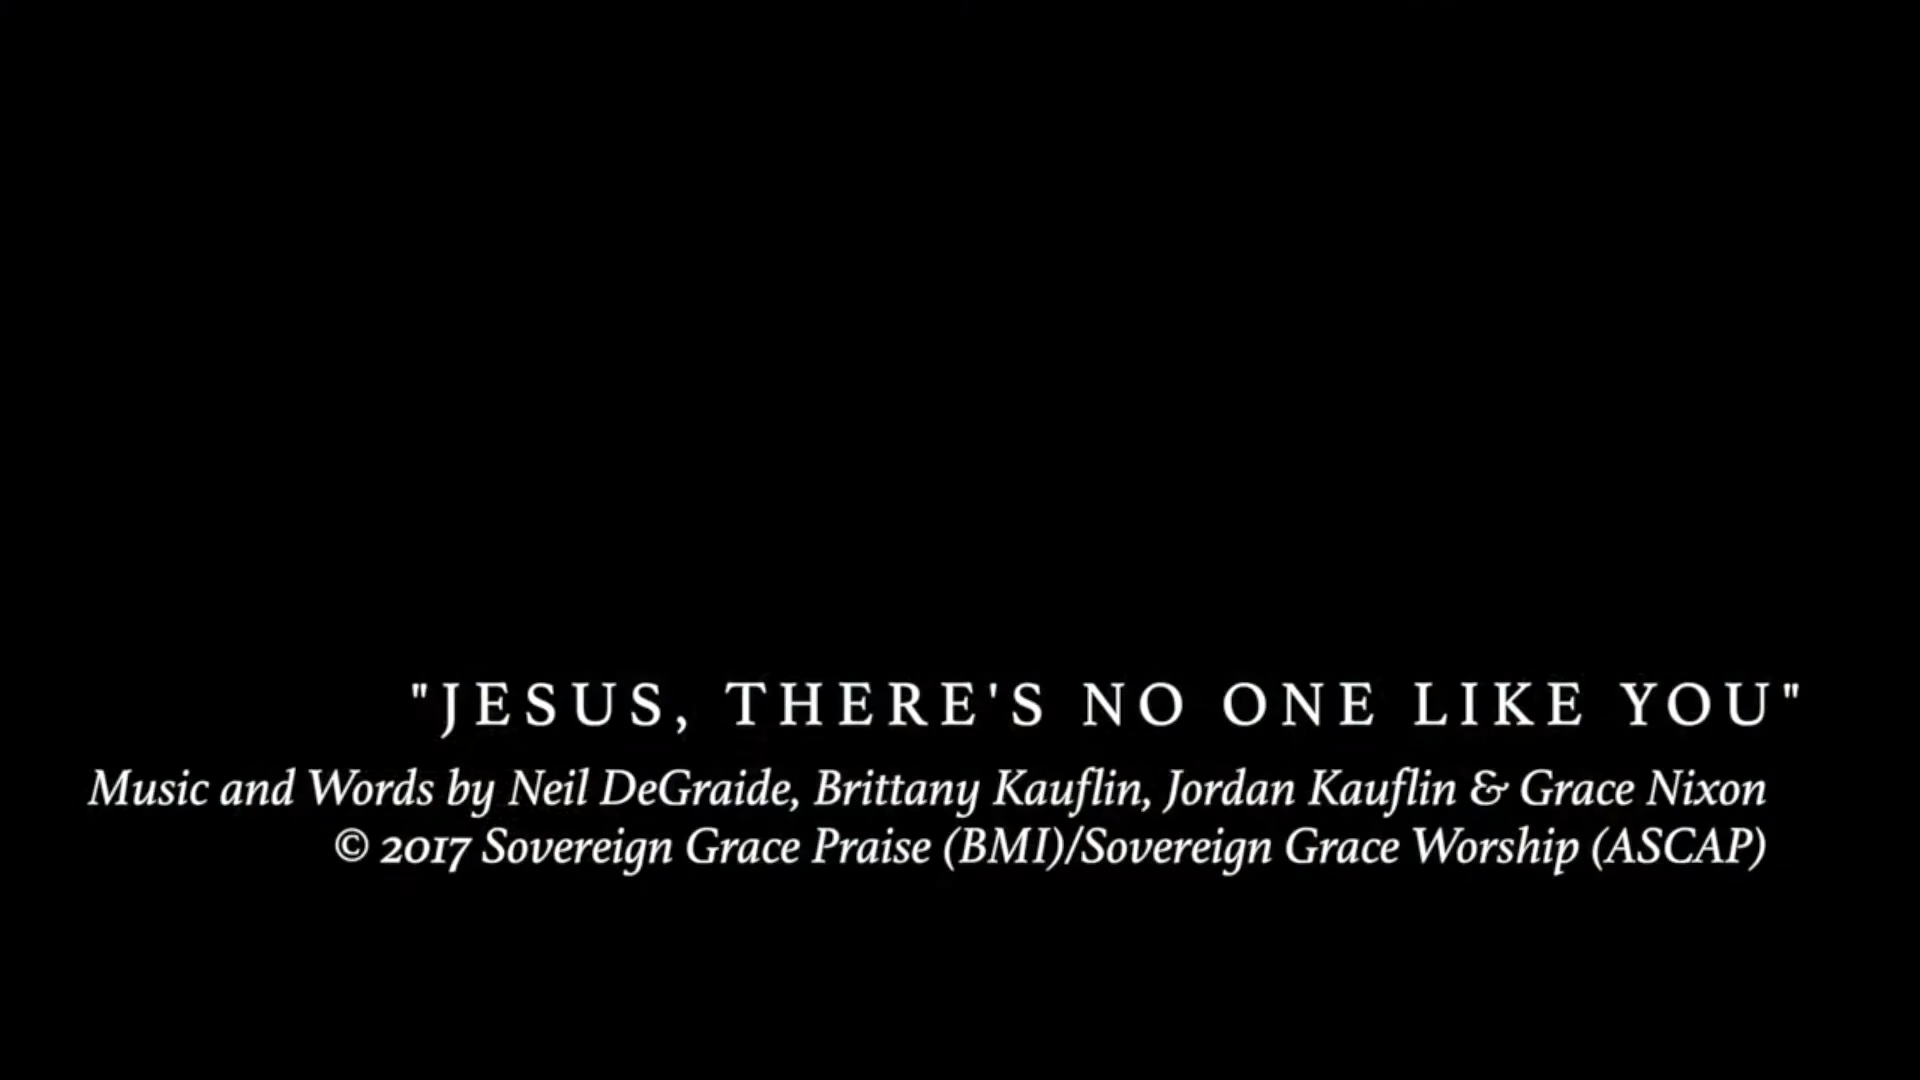 "JESUS, THERE'S NO ONE LIKE YOU"
Music and Words by Neil DeGraide, Brittany Kauflin, Jordan Kauflin & Grace Nixon
© 2017 Sovereign Grace Praise (BMI)/Sovereign Grace Worship (ASCAP)